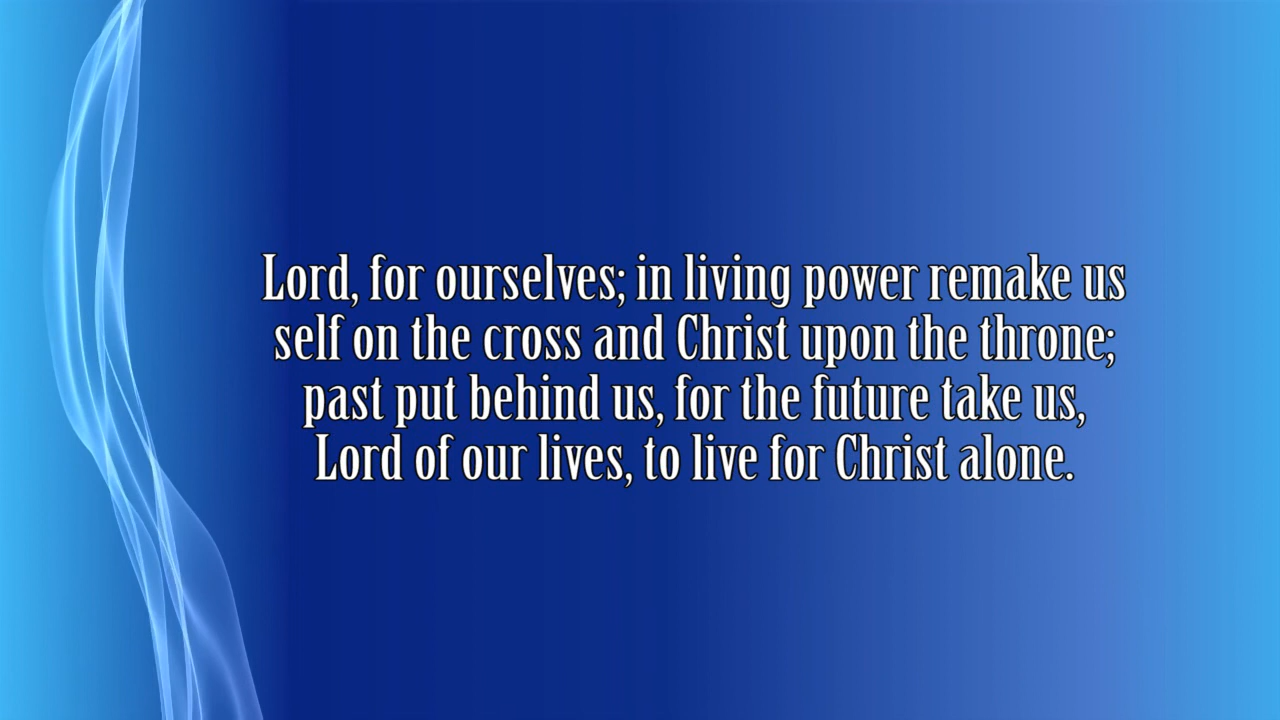 Lord, for ourselves; in living power remake us
self on the cross and Christ upon the throne;
past put behind us, for the future take us,
Lord of our lives, to live for Christ alone.